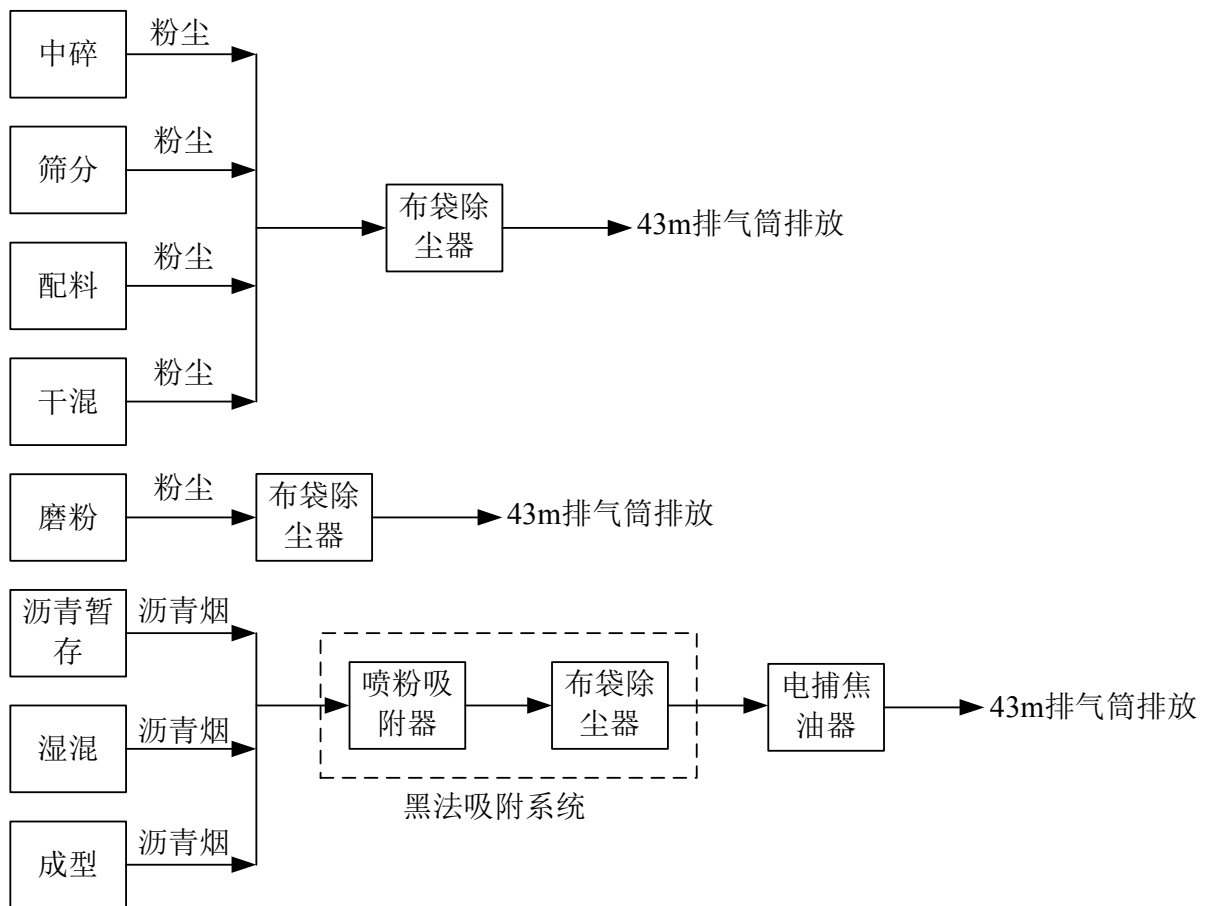 中碎
粉尘
筛分
粉尘
布袋除
尘器
43m排气筒排放
配料
粉尘
干混
粉尘
磨粉
粉尘
布袋除
尘器
43m排气筒排放
沥青暂
存
沥青烟
喷粉吸
附器
布袋除
尘器
电捕焦
油器
43m排气筒排放
湿混
沥青烟
黑法吸附系统
成型
沥青烟